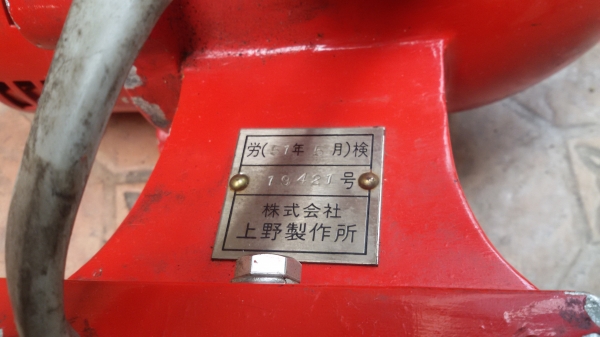 労(51年 月)検
19421号
株式会社
上野製作所